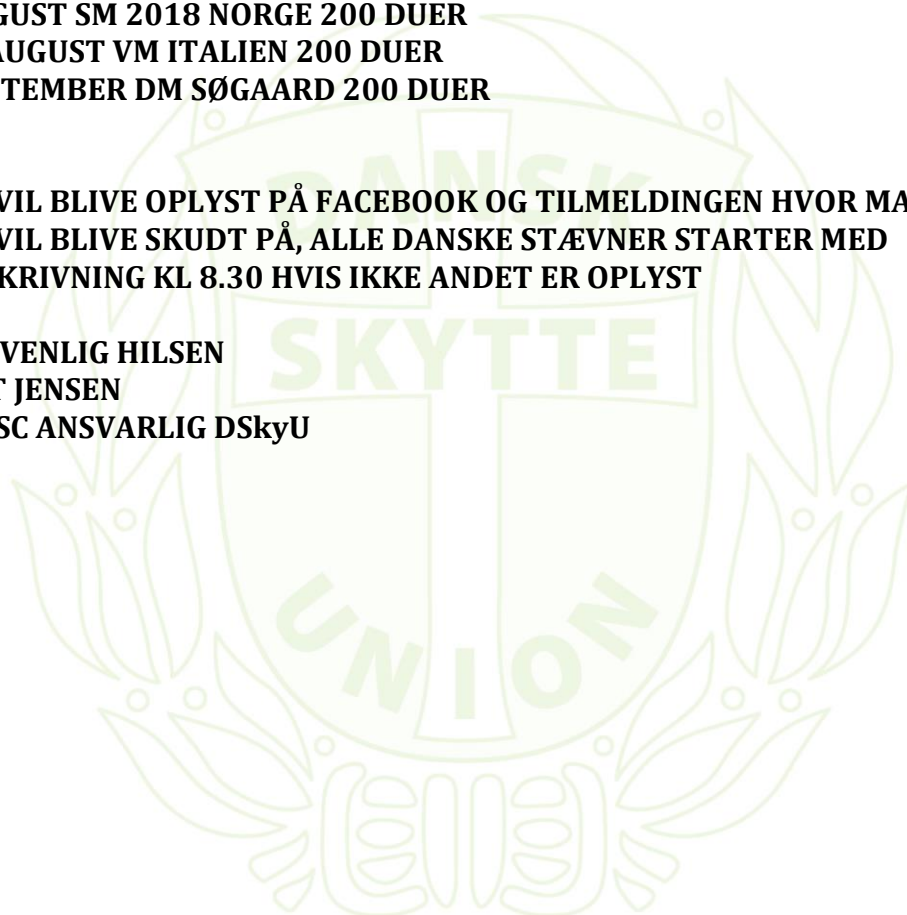 GUST SM 2018 NORGE 200 DUER
AUGUST VM ITALIEN 200 DUER
TEMBER DM SØGAARD 200 DUER
VIL BLIVE OPLYST PÅ FACEBOOK OG TILMELDINGEN HVOR MA
VIL BLIVE SKUDT PÅ, ALLE DANSKE STÆVNER STARTER MED
KRIVNING KL 8.30 HVIS IKKE ANDET ER OPLYST
VENLIG HILSEN
T JENSEN
SC ANSVARLIG DSkyU
DANSK
SKYTTE
UNION